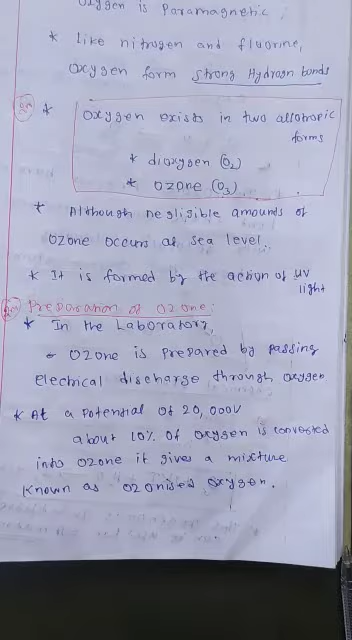 Oxygen is Paramagnetic.
* Like nitrogen and fluorine,
Oxygen form strong Hydrogn bonds
2m * Oxygen exists in two allotropic
forms
* dioxygen (O2)
* ozone (O3)
* Although negligible amounts of
ozone occurs at sea level.
* It is formed by the action of UV
light
Preparation of ozone:
* In the Laboratory,
ozone is prepared by passing
electrical discharge through oxygen
* At a potential of 20,000V
about 10% of oxygen is converted
into ozone it gives a mixture
known as ozonised oxygen.